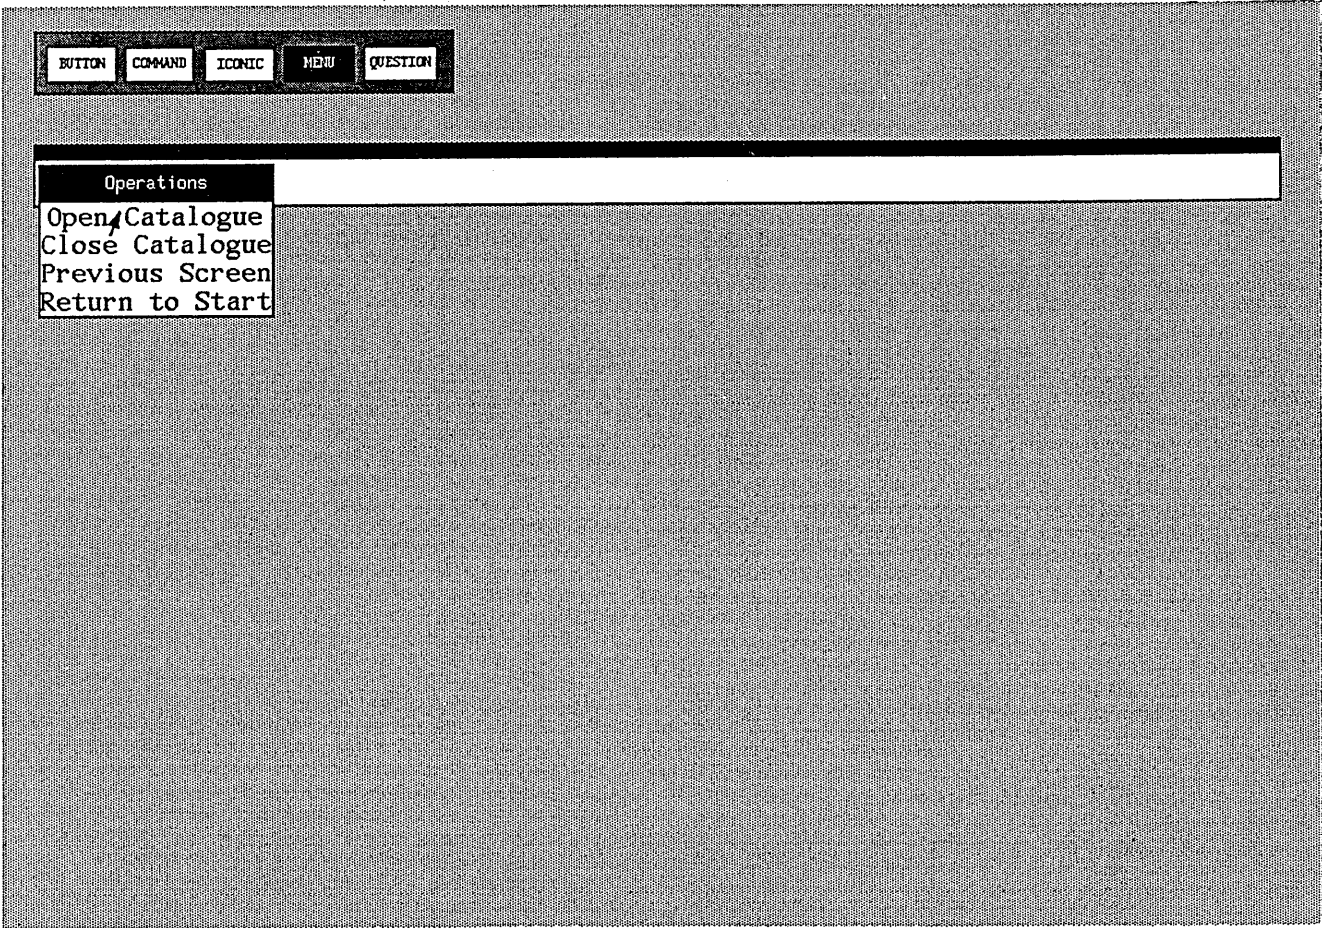 BUTTON COMMAND ICONIC MENU QUESTION
Operations
Open Catalogue
Close Catalogue
Previous Screen
Return to Start